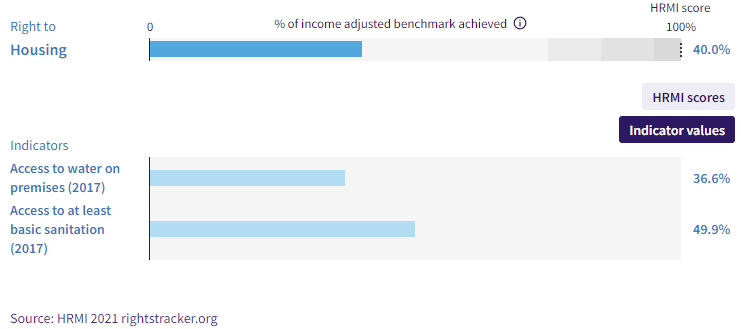 HRMI score
Right to
0
% of income adjusted benchmark achieved
100%
Housing
40.0%
HRMI scores
Indicator values
Indicators
Access to water on
premises (2017)
36.6%
Access to at least
basic sanitation
(2017)
49.9%
Source: HRMI 2021 rightstracker.org